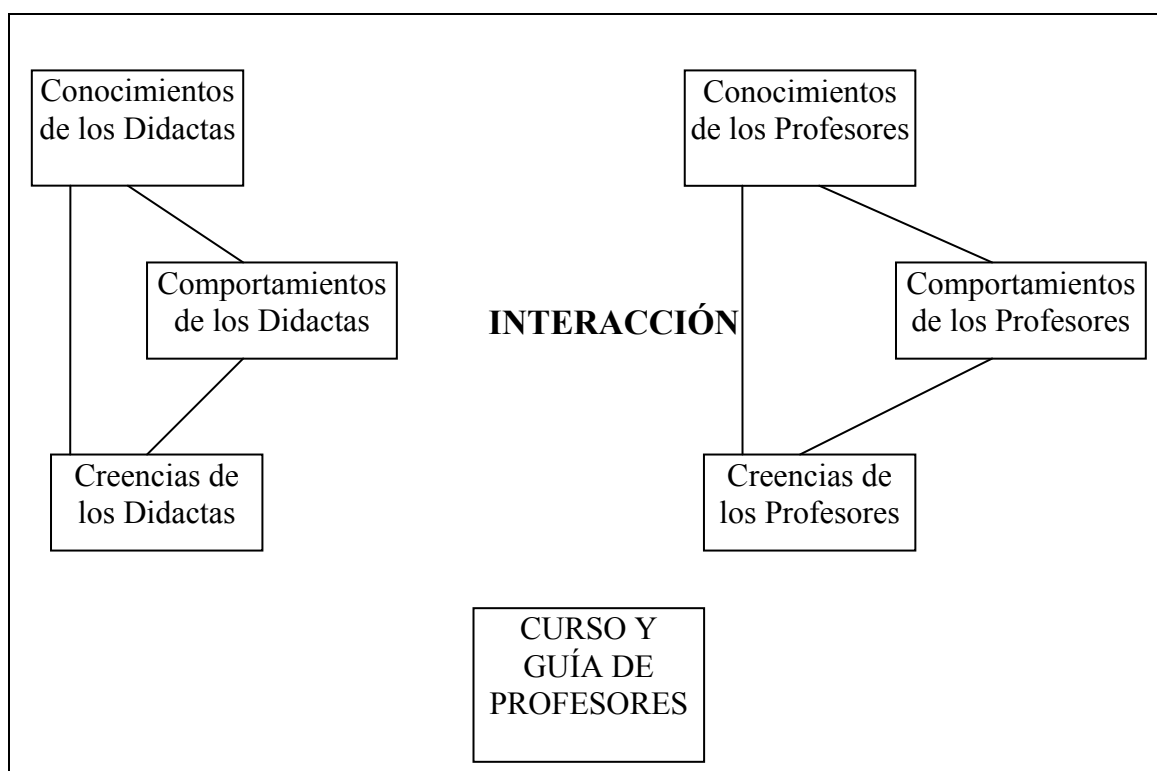 Conocimientos
de los Didactas
Conocimientos
de los Profesores
Comportamientos
de los Didactas
INTERACCIÓN
Comportamientos
de los Profesores
Creencias de
los Didactas
Creencias de
los Profesores
CURSO Y
GUÍA DE
PROFESORES